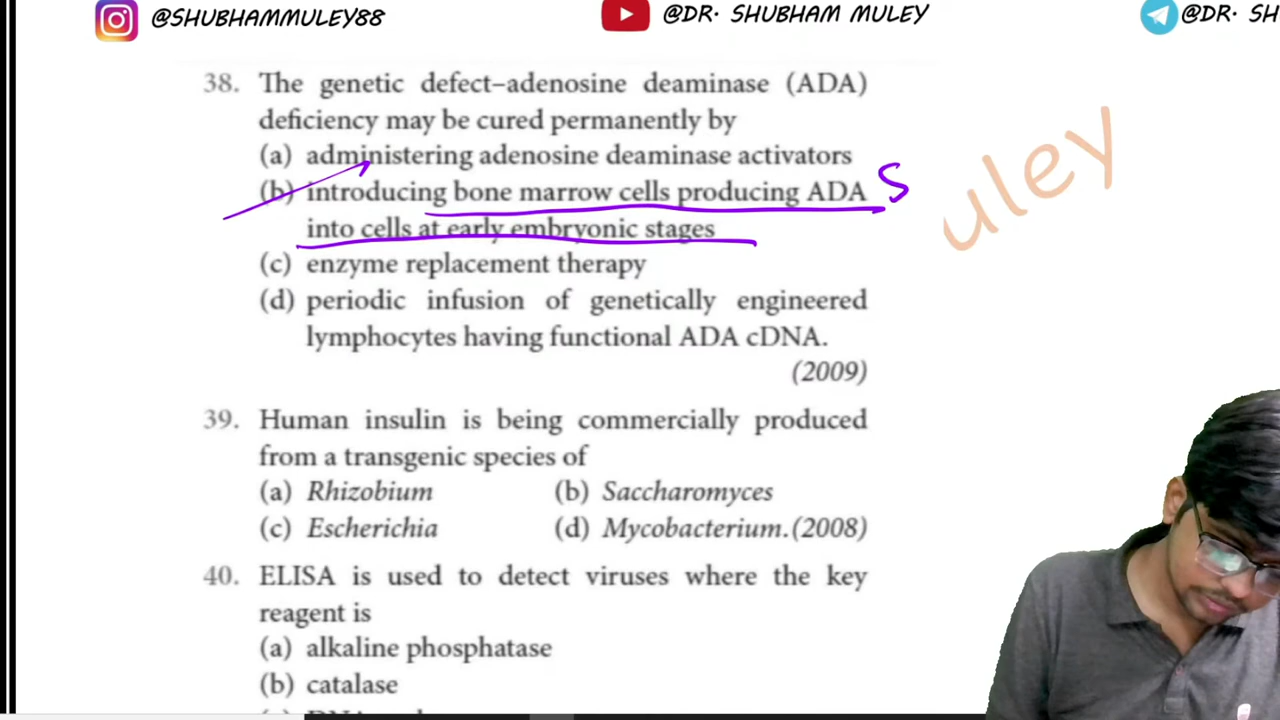 @SHUBHAMMULEY88 @DR. SHUBHAM MULEY @DR. SH
38. The genetic defect–adenosine deaminase (ADA)
deficiency may be cured permanently by
(a) administering adenosine deaminase activators
(b) introducing bone marrow cells producing ADA S
into cells at early embryonic stages
(c) enzyme replacement therapy
(d) periodic infusion of genetically engineered
lymphocytes having functional ADA cDNA.
(2009)
39. Human insulin is being commercially produced
from a transgenic species of
(a) Rhizobium (b) Saccharomyces
(c) Escherichia (d) Mycobacterium. (2008)
40. ELISA is used to detect viruses where the key
reagent is
(a) alkaline phosphatase
(b) catalase
uley